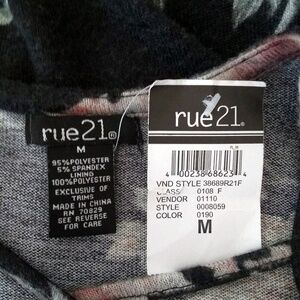 rue21®
M
95%POLYESTER
5% SPANDEX
LINING
100%POLYESTER
EXCLUSIVE OF
TRIMS
MADE IN CHINA
RN 70829
SEE REVERSE
FOR CARE
rue21®
4 00238 68623 4
VND STYLE 38689R21F
CLASS 0108 F
VENDOR 01110
STYLE 0008059
COLOR 0190
M